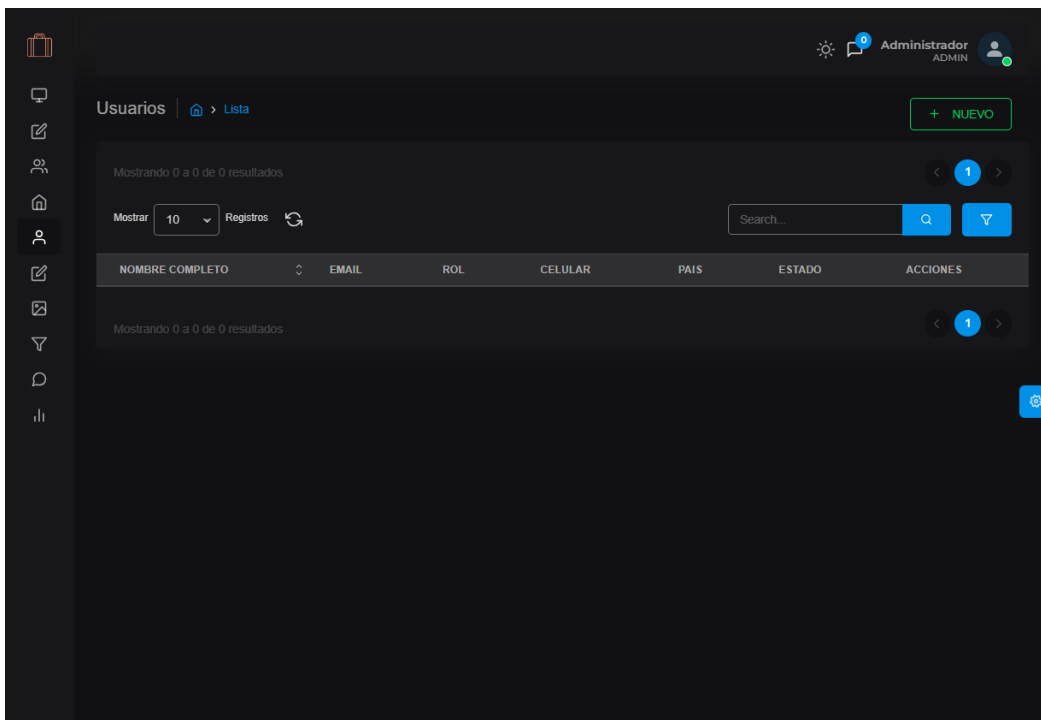 0
Administrador
ADMIN
Usuarios
Lista
+ NUEVO
Mostrando 0 a 0 de 0 resultados
1
Mostrar 10 Registros
Search...
NOMBRE COMPLETO EMAIL ROL CELULAR PAIS ESTADO ACCIONES
Mostrando 0 a 0 de 0 resultados
1